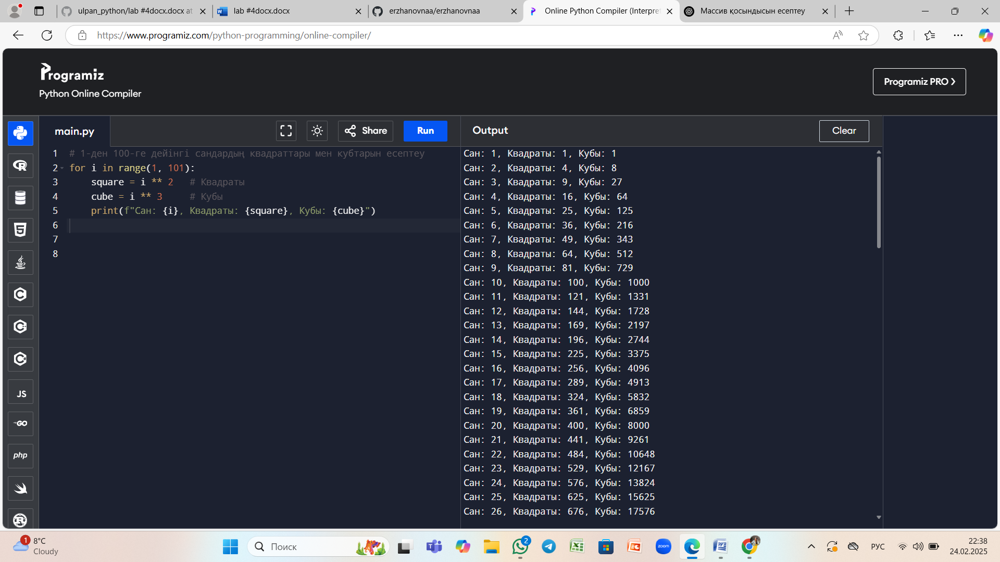 ulpan_python/lab #4docx.docx at
lab #4docx.docx
erzhanovnaa/erzhanovnaa
Online Python Compiler (Interpret
Массив қосындысын есептеу
https://www.programiz.com/python-programming/online-compiler/
Programiz
Python Online Compiler
Programiz PRO ❯
main.py
Share
Run
Output
Clear
1 # 1-ден 100-ге дейінгі сандардың квадраттары мен кубтарын есептеу
2 for i in range(1, 101):
3 square = i ** 2 # Квадраты
4 cube = i ** 3 # Кубы
5 print(f"Сан: {i}, Квадраты: {square}, Кубы: {cube}")
6
7
8
Сан: 1, Квадраты: 1, Кубы: 1
Сан: 2, Квадраты: 4, Кубы: 8
Сан: 3, Квадраты: 9, Кубы: 27
Сан: 4, Квадраты: 16, Кубы: 64
Сан: 5, Квадраты: 25, Кубы: 125
Сан: 6, Квадраты: 36, Кубы: 216
Сан: 7, Квадраты: 49, Кубы: 343
Сан: 8, Квадраты: 64, Кубы: 512
Сан: 9, Квадраты: 81, Кубы: 729
Сан: 10, Квадраты: 100, Кубы: 1000
Сан: 11, Квадраты: 121, Кубы: 1331
Сан: 12, Квадраты: 144, Кубы: 1728
Сан: 13, Квадраты: 169, Кубы: 2197
Сан: 14, Квадраты: 196, Кубы: 2744
Сан: 15, Квадраты: 225, Кубы: 3375
Сан: 16, Квадраты: 256, Кубы: 4096
Сан: 17, Квадраты: 289, Кубы: 4913
Сан: 18, Квадраты: 324, Кубы: 5832
Сан: 19, Квадраты: 361, Кубы: 6859
Сан: 20, Квадраты: 400, Кубы: 8000
Сан: 21, Квадраты: 441, Кубы: 9261
Сан: 22, Квадраты: 484, Кубы: 10648
Сан: 23, Квадраты: 529, Кубы: 12167
Сан: 24, Квадраты: 576, Кубы: 13824
Сан: 25, Квадраты: 625, Кубы: 15625
Сан: 26, Квадраты: 676, Кубы: 17576
JS
GO
php
1
8°C
Cloudy
Поиск
2
zoom
РУС
22:38
24.02.2025